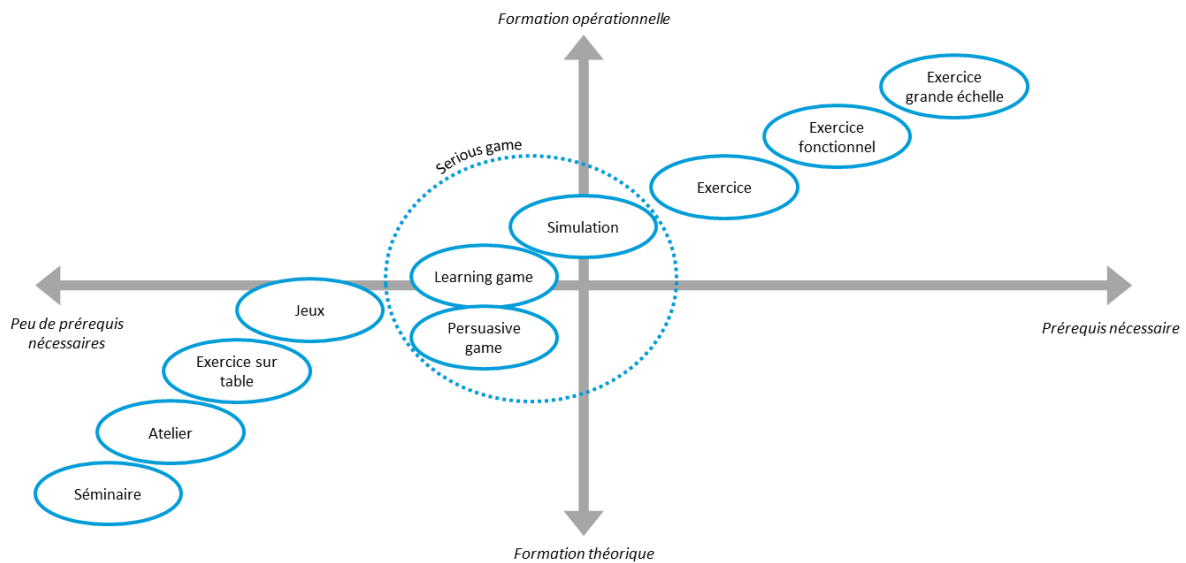 Formation opérationnelle
Exercice
grande échelle
Exercice
fonctionnel
Serious game
Exercice
Simulation
Learning game
Jeux
Peu de prérequis
nécessaires
Prérequis nécessaire
Persuasive
game
Exercice sur
table
Atelier
Séminaire
Formation théorique